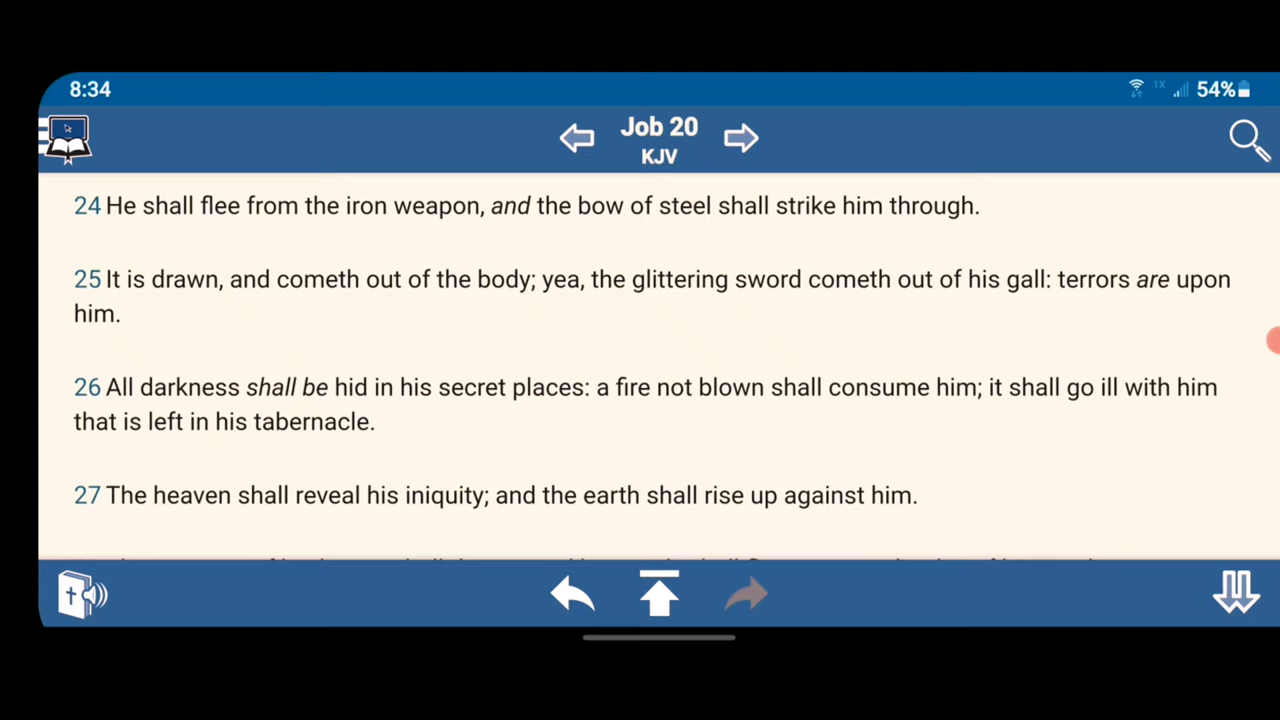 8:34
1X 54%
Job 20
KJV
24 He shall flee from the iron weapon, and the bow of steel shall strike him through.
25 It is drawn, and cometh out of the body; yea, the glittering sword cometh out of his gall: terrors are upon
him.
26 All darkness shall be hid in his secret places: a fire not blown shall consume him; it shall go ill with him
that is left in his tabernacle.
27 The heaven shall reveal his iniquity; and the earth shall rise up against him.